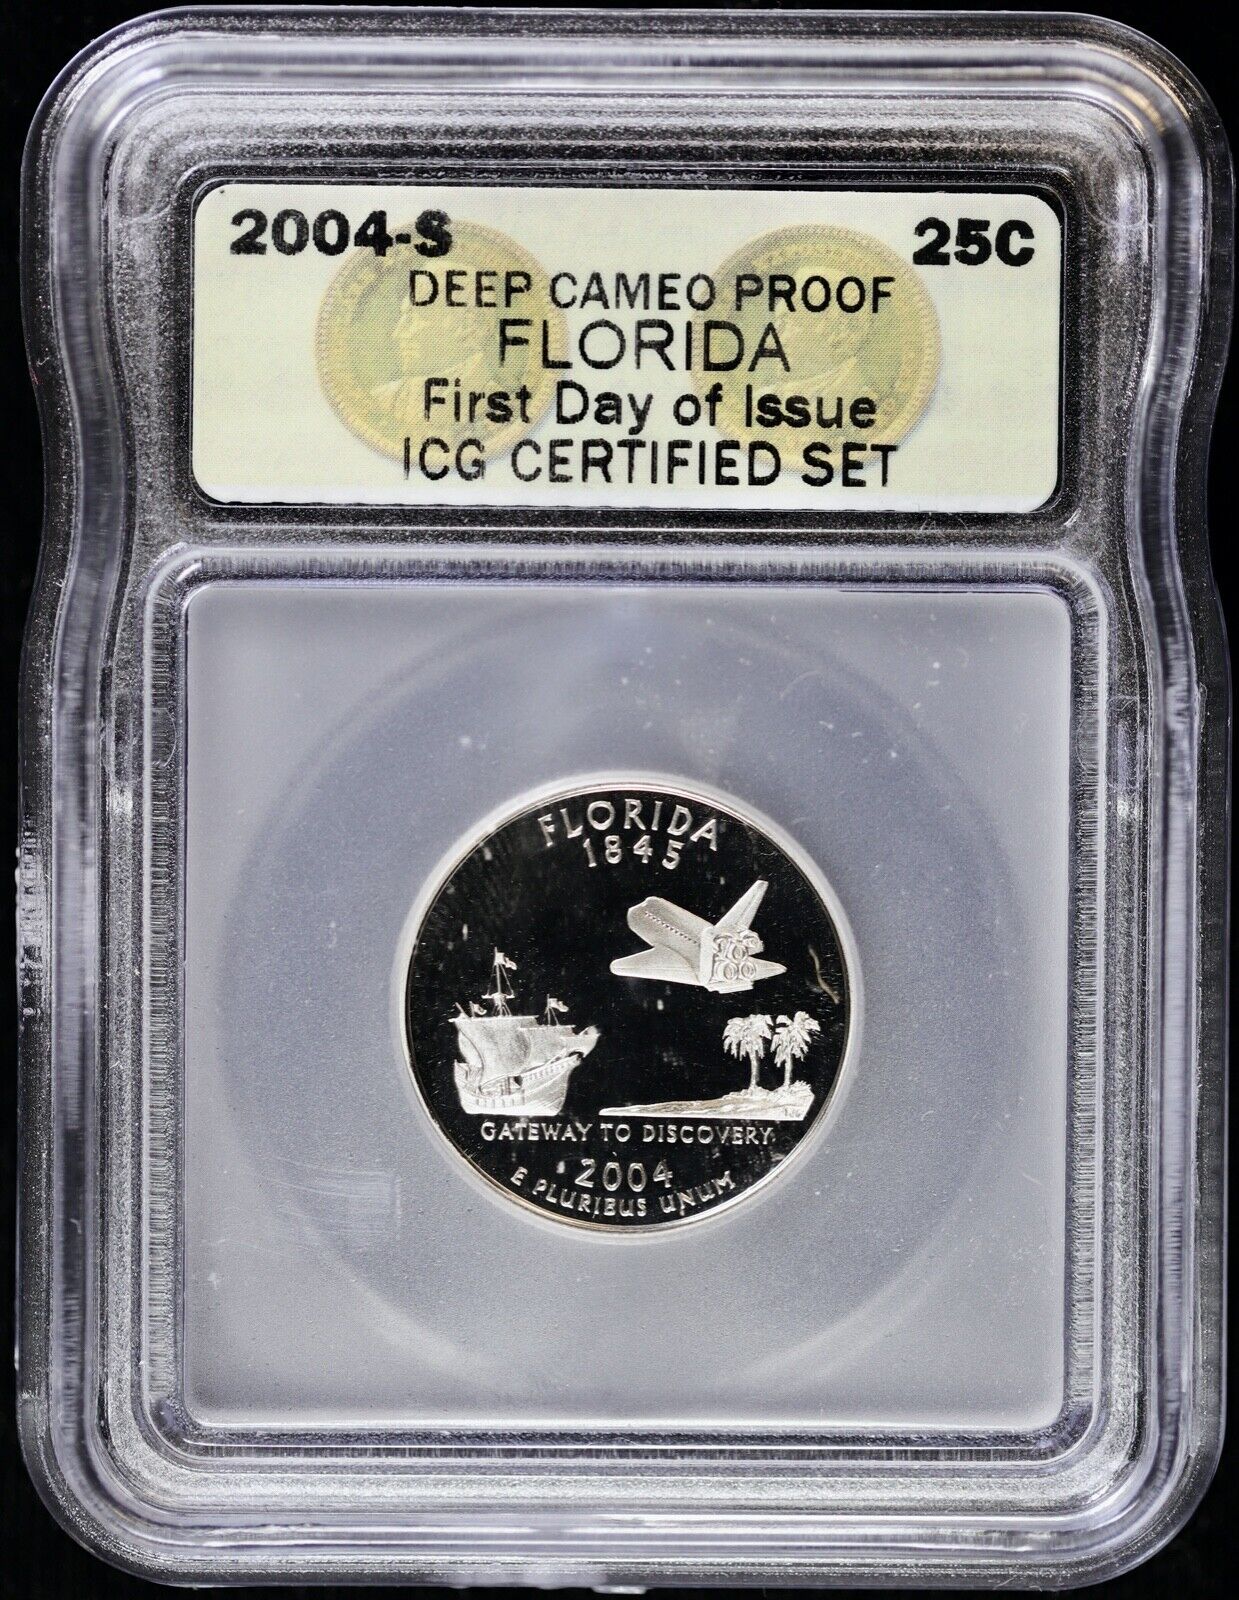 2004-S 25C
DEEP CAMEO PROOF
FLORIDA
First Day of Issue
ICG CERTIFIED SET
FLORIDA
1845
GATEWAY TO DISCOVERY
2004
E PLURIBUS UNUM